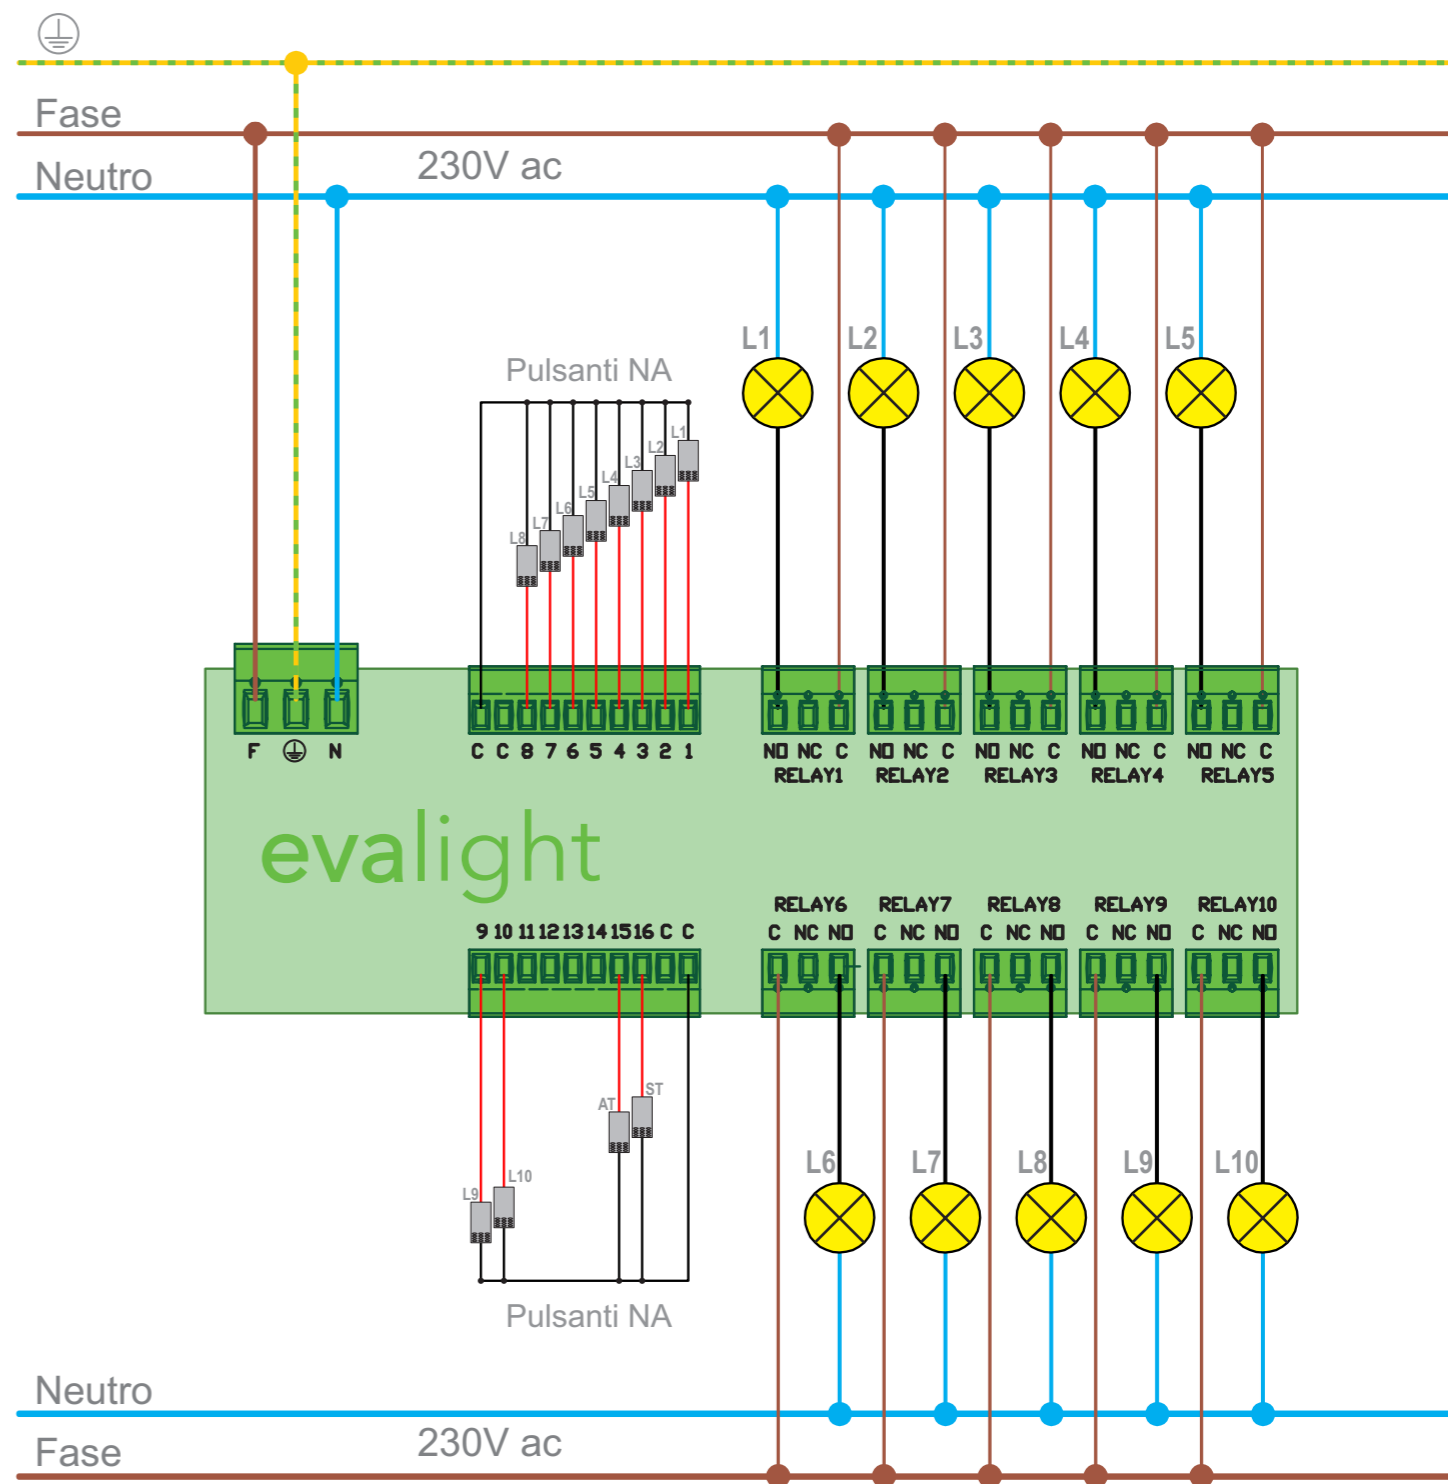 Fase
Neutro
230V ac
L1 L2 L3 L4 L5
Pulsanti NA
L1
L2
L3
L4
L5
L6
L7
L8
F N
C C 8 7 6 5 4 3 2 1
NO NC C NO NC C NO NC C NO NC C NO NC C
RELAY1 RELAY2 RELAY3 RELAY4 RELAY5
evalight
RELAY6 RELAY7 RELAY8 RELAY9 RELAY10
9 10 11 12 13 14 15 16 C C
C NC NO C NC NO C NC NO C NC NO C NC NO
ST
AT
L10
L9
L6 L7 L8 L9 L10
Pulsanti NA
Neutro
230V ac
Fase